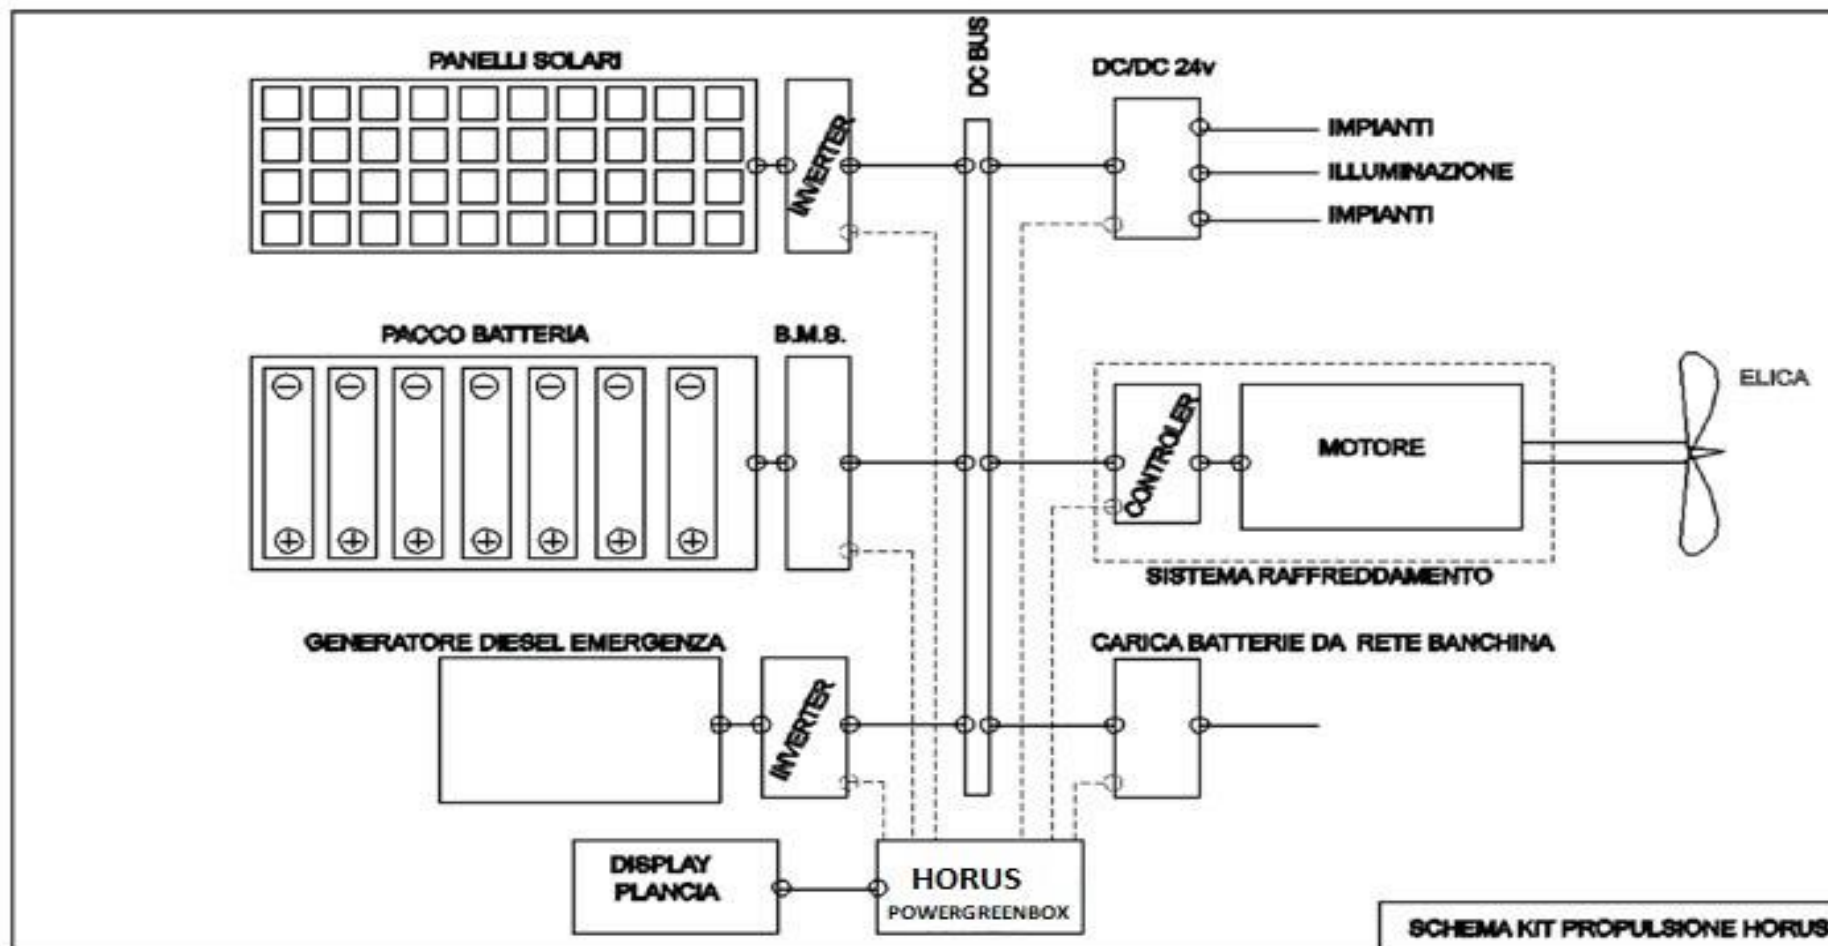 PANELLI SOLARI
DC BUS
DC/DC 24v
INVERTER
IMPIANTI
ILLUMINAZIONE
IMPIANTI
PACCO BATTERIA
B.M.S.
CONTROLER
MOTORE
ELICA
SISTEMA RAFFREDDAMENTO
GENERATORE DIESEL EMERGENZA
CARICA BATTERIE DA RETE BANCHINA
INVERTER
DISPLAY
PLANCIA
HORUS
POWERGREENBOX
SCHEMA KIT PROPULSIONE HORUS